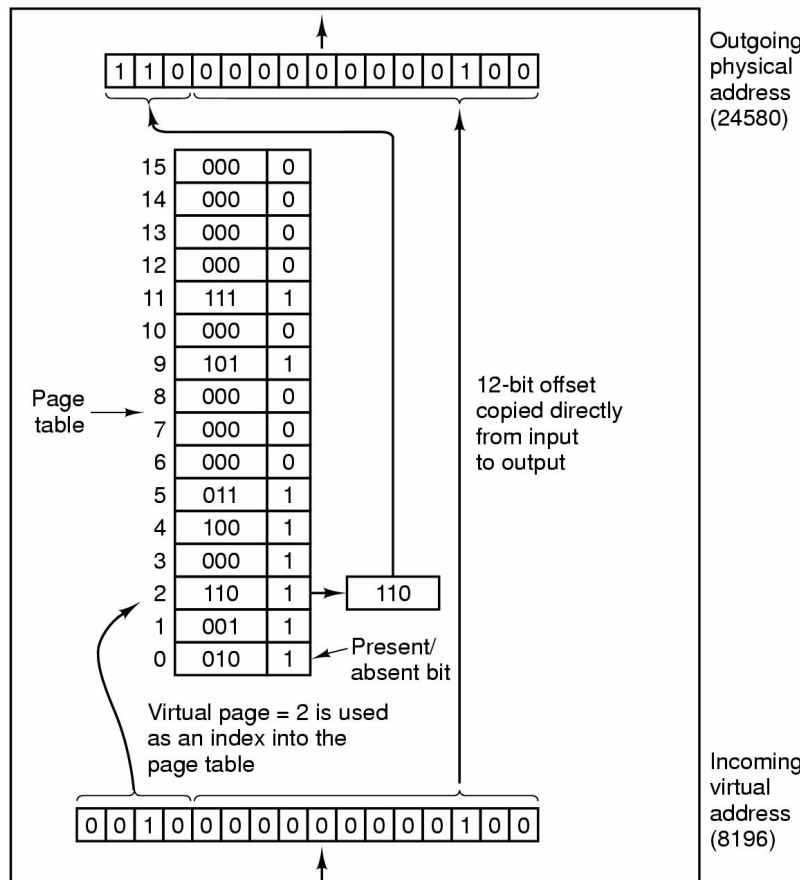 Outgoing
physical
address
(24580)
1 1 0 0 0 0 0 0 0 0 0 0 1 0 0
15 000 0
14 000 0
13 000 0
12 000 0
11 111 1
10 000 0
9 101 1
8 000 0
7 000 0
6 000 0
5 011 1
4 100 1
3 000 1
2 110 1 110
1 001 1
0 010 1
Page
table
12-bit offset
copied directly
from input
to output
Present/
absent bit
Virtual page = 2 is used
as an index into the
page table
0 0 1 0 0 0 0 0 0 0 0 0 0 1 0 0
Incoming
virtual
address
(8196)